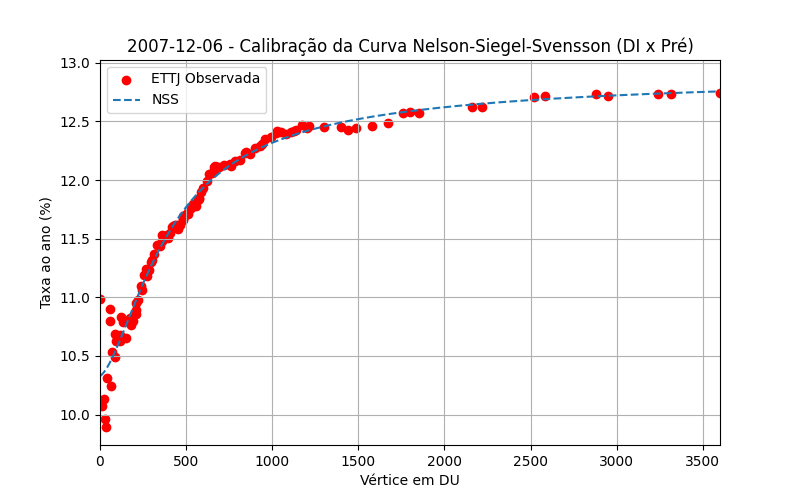 2007-12-06 - Calibração da Curva Nelson-Siegel-Svensson (DI x Pré)
ETTJ Observada
NSS
Taxa ao ano (%)
13.0
12.5
12.0
11.5
11.0
10.5
10.0
0 500 1000 1500 2000 2500 3000 3500
Vértice em DU